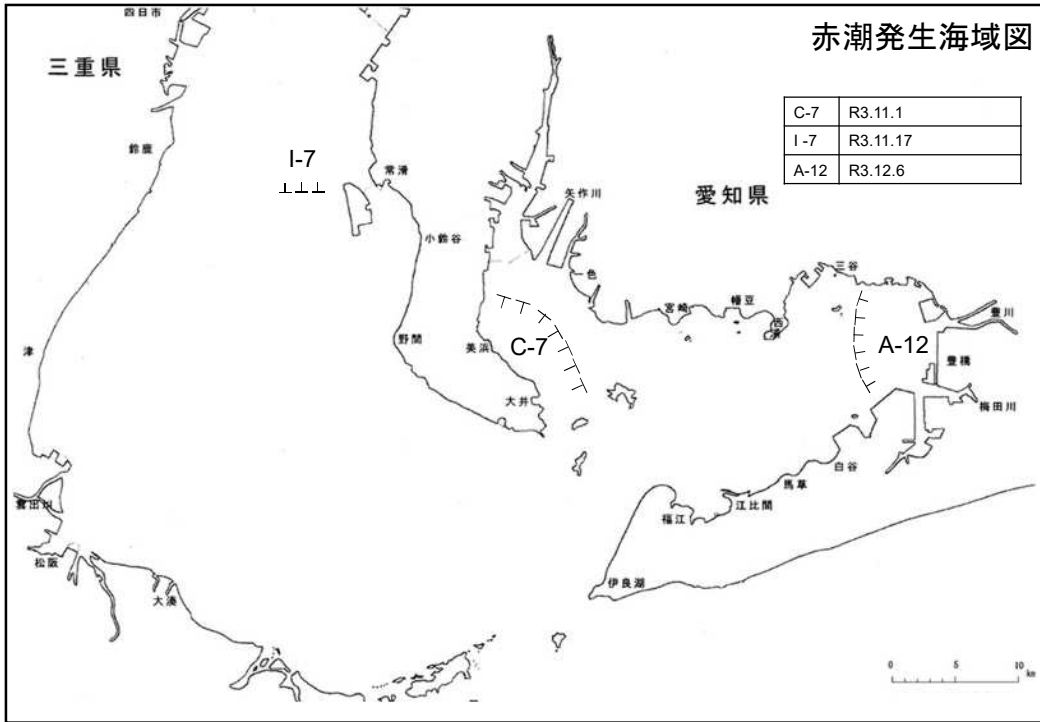 赤潮発生海域図
四日市
三重県
C-7 R3.11.1
I -7 R3.11.17
A-12 R3.12.6
鈴鹿
I-7
常滑
矢作川
愛知県
小鈴谷
三谷
一色
宮崎
幡豆
西浦
豊川
津
野間
美浜
C-7
A-12
豊橋
大井
梅田川
白谷
馬草
江比間
福江
雲出川
松阪
伊良湖
大湊
0 5 10
km